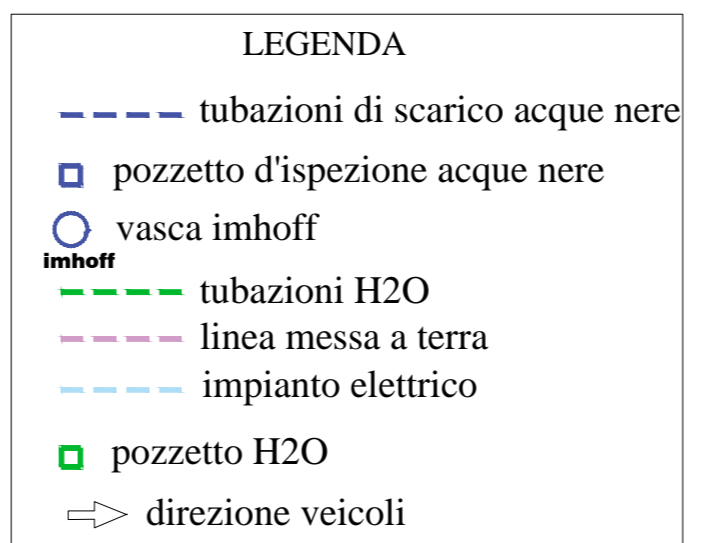 LEGENDA
tubazioni di scarico acque nere
pozzetto d'ispezione acque nere
vasca imhoff
imhoff
tubazioni H2O
linea messa a terra
impianto elettrico
pozzetto H2O
direzione veicoli